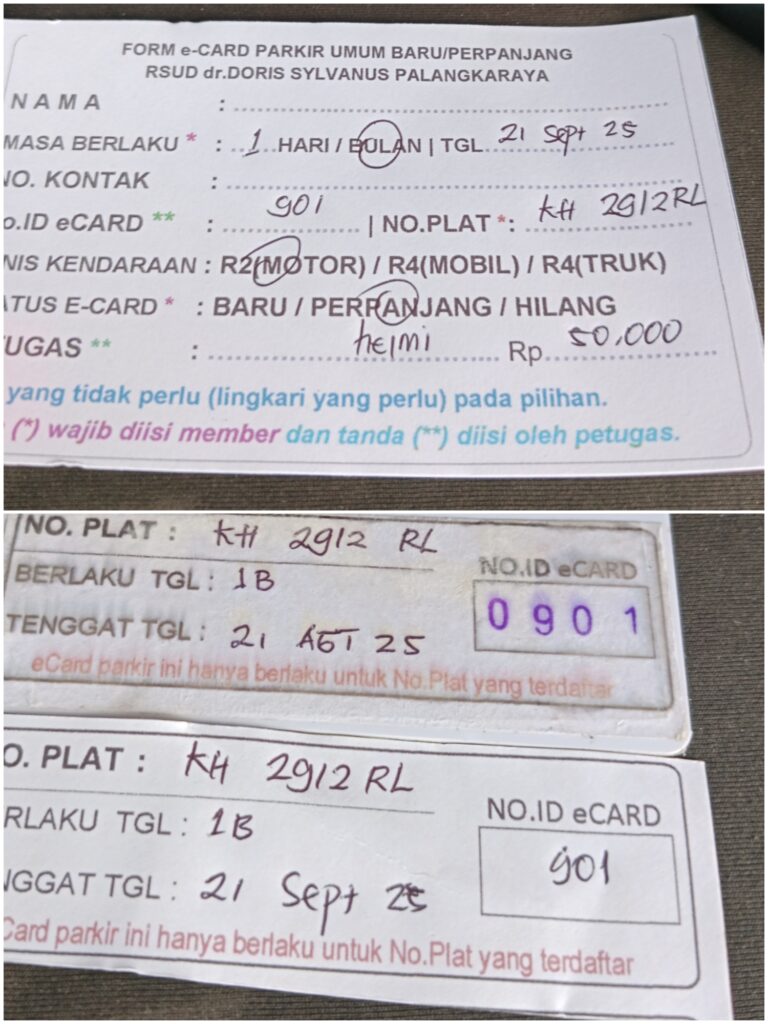 FORM e-CARD PARKIR UMUM BARU/PERPANJANG
RSUD dr.DORIS SYLVANUS PALANGKARAYA
NAMA :
MASA BERLAKU * : 1 HARI / BULAN | TGL 21 Sept 25
NO. KONTAK :
o.ID eCARD ** : 901 | NO.PLAT *: KH 2912RL
NIS KENDARAAN : R2(MOTOR) / R4(MOBIL) / R4(TRUK)
ATUS E-CARD * : BARU / PERPANJANG / HILANG
UGAS ** : helmi Rp 50.000
yang tidak perlu (lingkari yang perlu) pada pilihan.
(*) wajib diisi member dan tanda (**) diisi oleh petugas.
NO. PLAT : KH 2912 RL
NO.ID eCARD
BERLAKU TGL : 1B
0901
TENGGAT TGL : 21 AGT 25
eCard parkir ini hanya berlaku untuk No.Plat yang terdaftar
O. PLAT : KH 2912 RL
NO.ID eCARD
RLAKU TGL : 1B
901
NGGAT TGL : 21 Sept 25
Card parkir ini hanya berlaku untuk No.Plat yang terdaftar